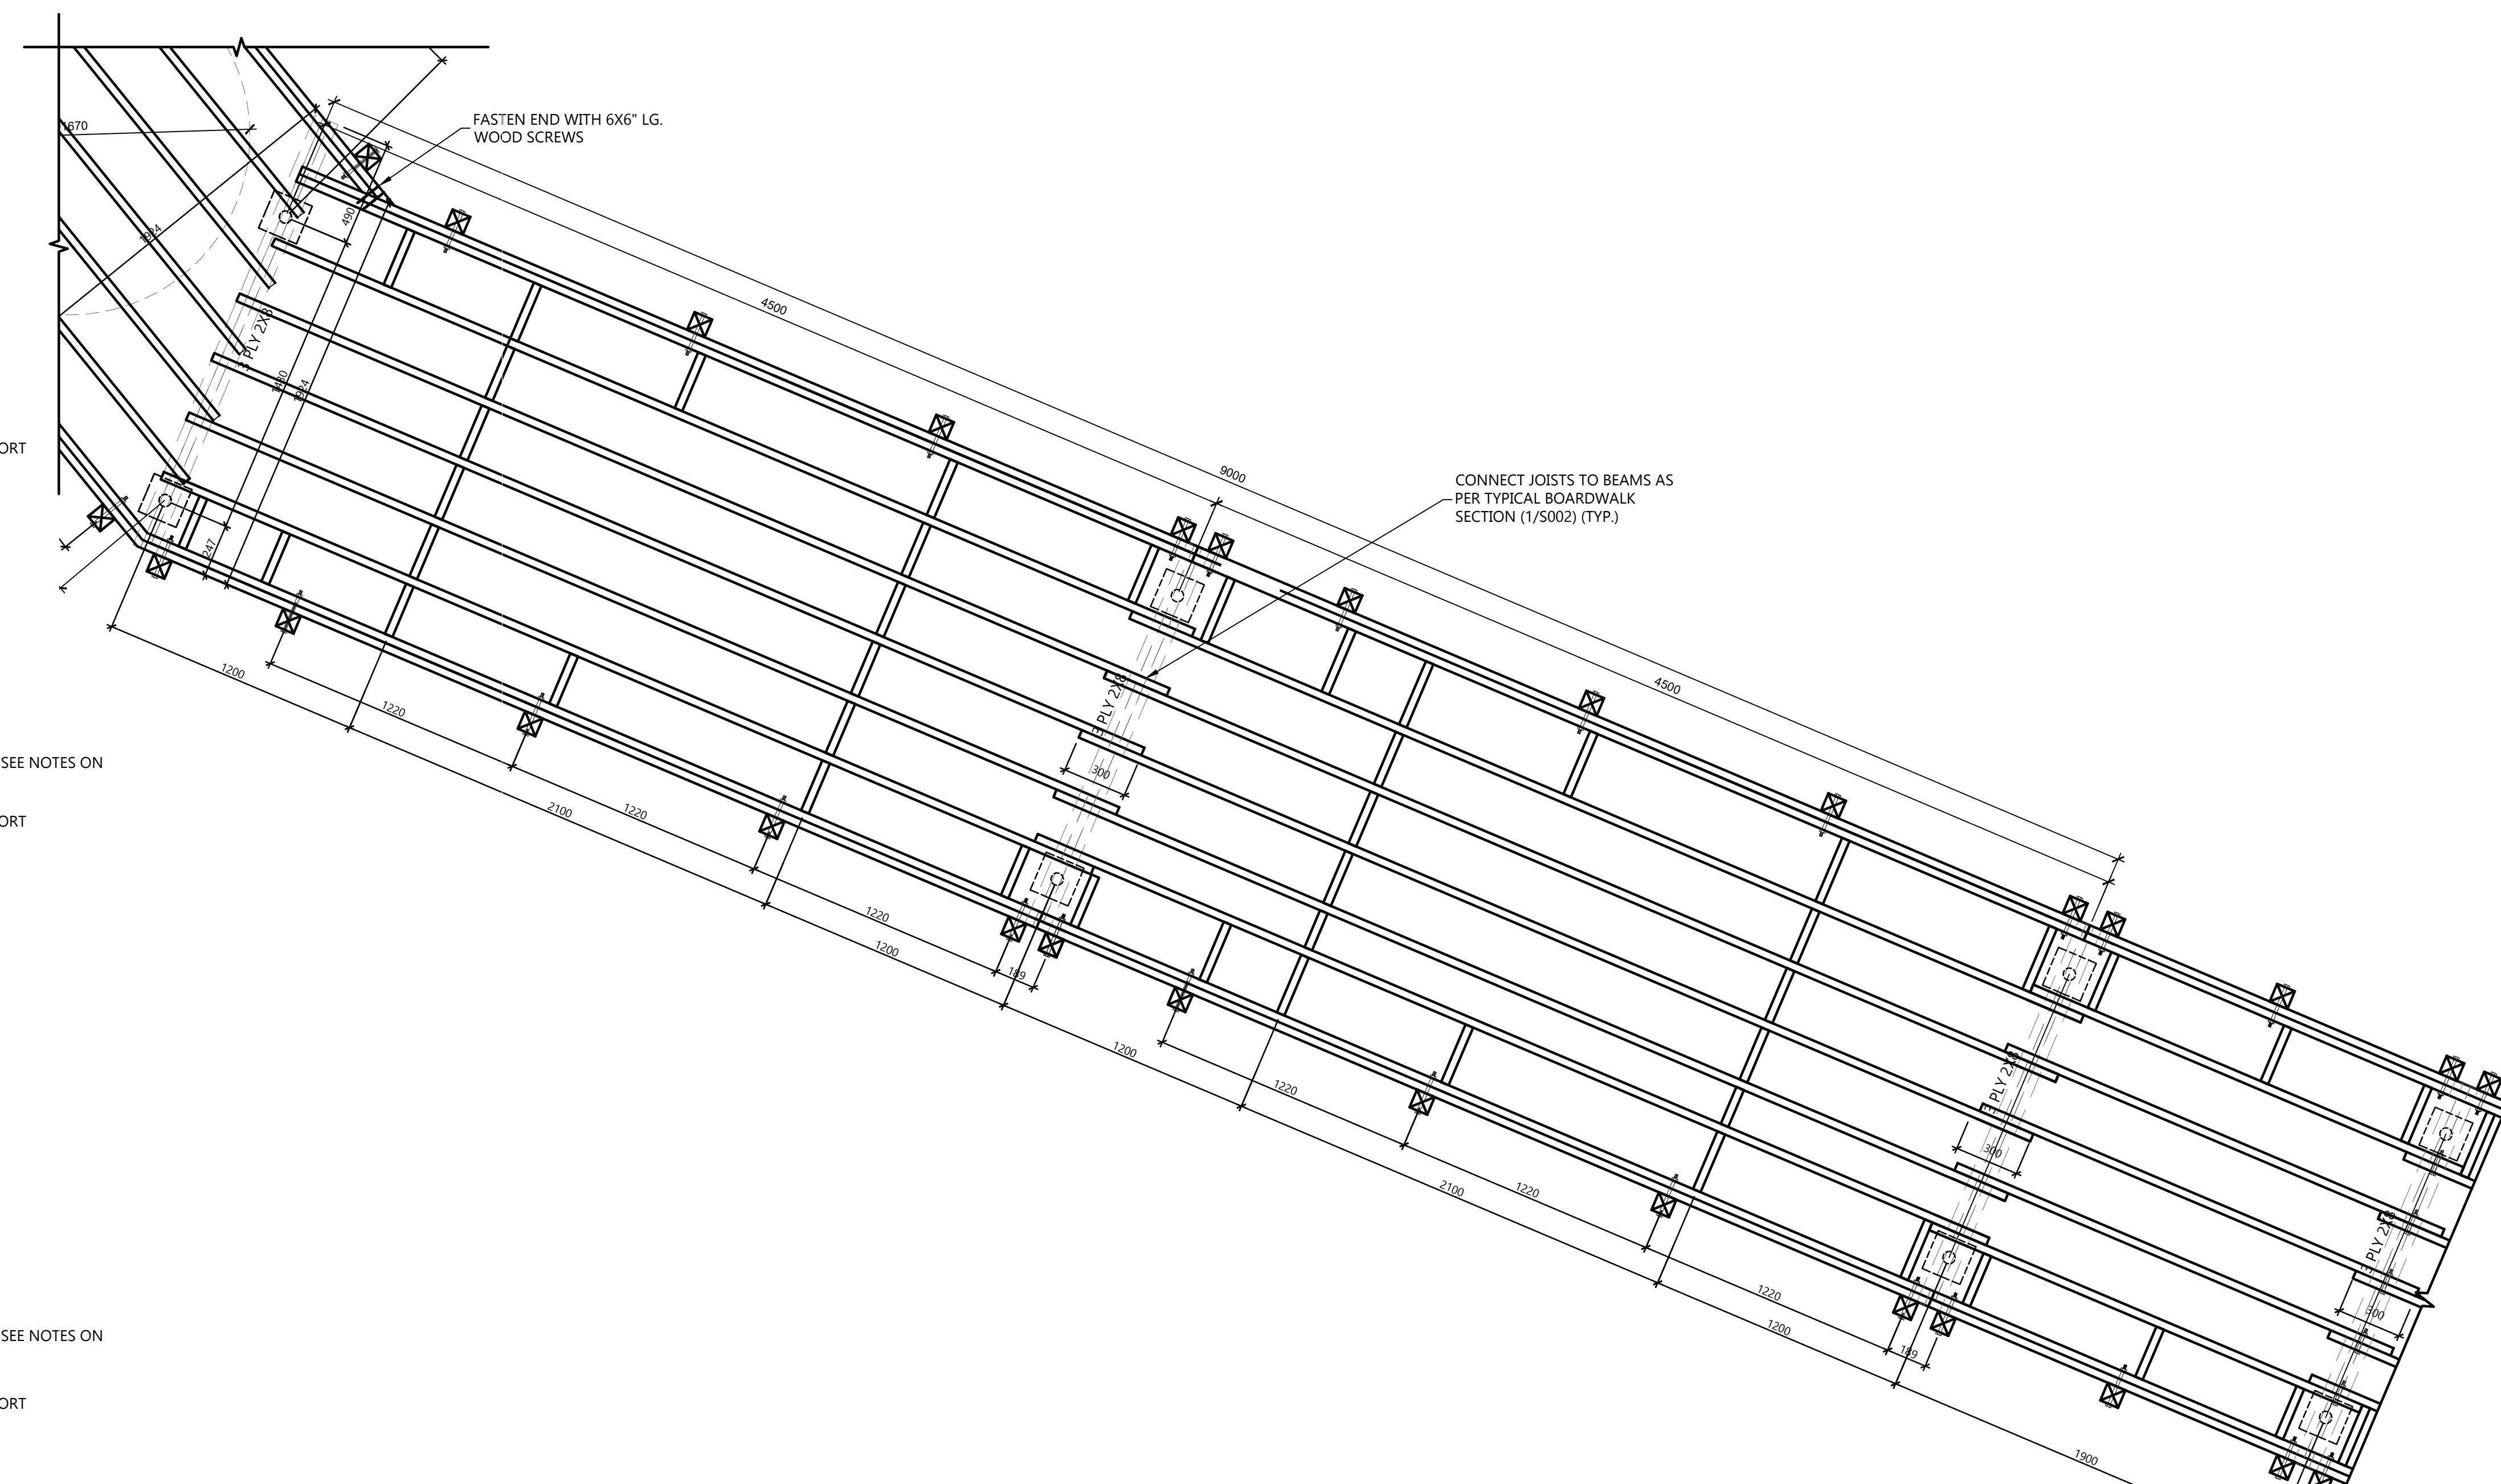 1670
FASTEN END WITH 6X6" LG.
WOOD SCREWS
1924
490
4500
3 PLY 2X8
1430
1924
9000
CONNECT JOISTS TO BEAMS AS
PER TYPICAL BOARDWALK
SECTION (1/S002) (TYP.)
ORT
247
1200
1220
4500
3 PLY 2X8
300
SEE NOTES ON
2100
1220
ORT
1220
1200
189
1200
1220
3 PLY 2X8
300
2100
1220
3 PLY 2X8
300
SEE NOTES ON
1220
1200
189
ORT
1900